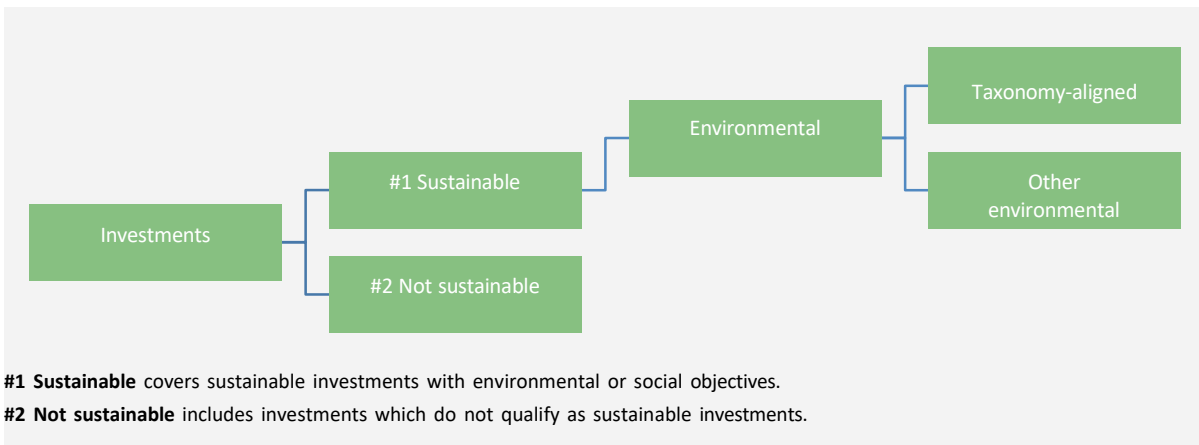 Taxonomy-aligned
Environmental
#1 Sustainable
Other
environmental
Investments
#2 Not sustainable
#1 Sustainable covers sustainable investments with environmental or social objectives.
#2 Not sustainable includes investments which do not qualify as sustainable investments.